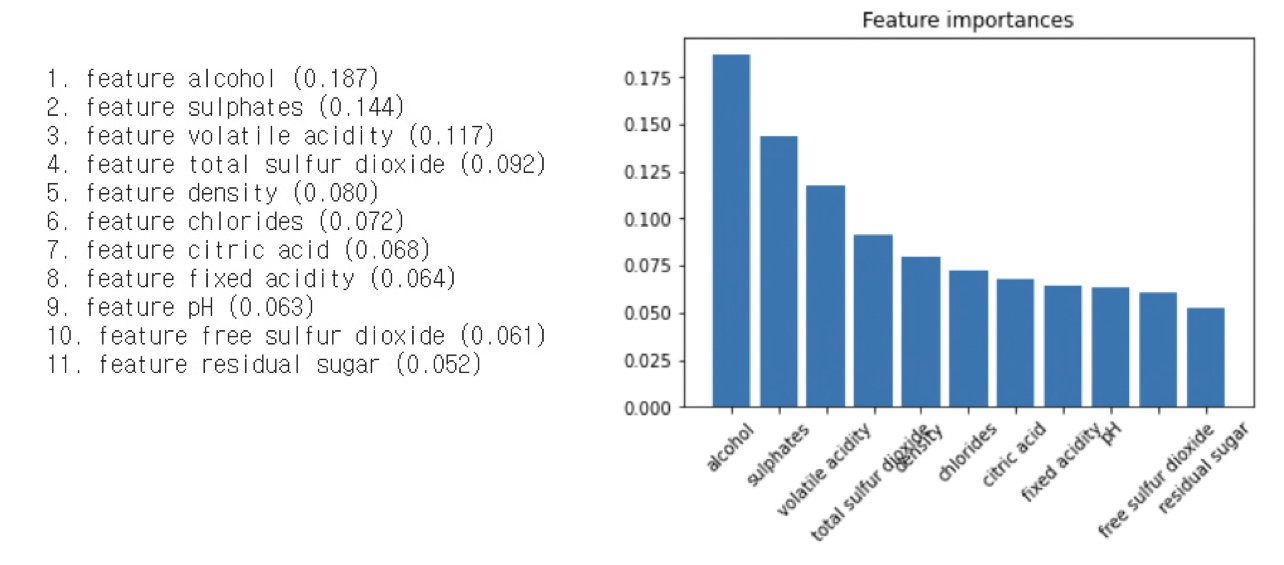 1. feature alcohol (0.187)
2. feature sulphates (0.144)
3. feature volatile acidity (0.117)
4. feature total sulfur dioxide (0.092)
5. feature density (0.080)
6. feature chlorides (0.072)
7. feature citric acid (0.068)
8. feature fixed acidity (0.064)
9. feature pH (0.063)
10. feature free sulfur dioxide (0.061)
11. feature residual sugar (0.052)
Feature importances
0.175
0.150
0.125
0.100
0.075
0.050
0.025
0.000
alcohol
sulphates
volatile acidity
total sulfur dioxide
density
chlorides
citric acid
fixed acidity
pH
free sulfur dioxide
residual sugar